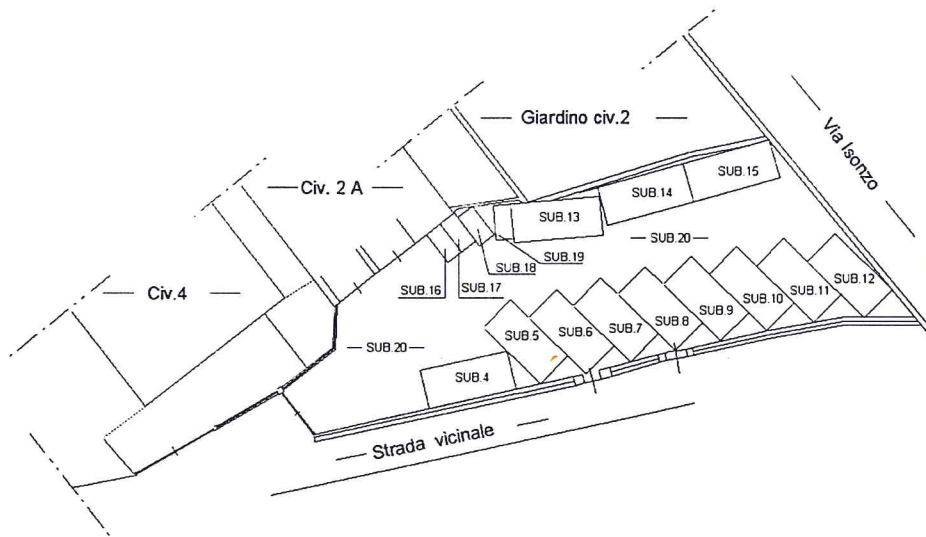 Giardino civ.2
Via Isonzo
Civ. 2 A
Civ.4
SUB.15
SUB.14
SUB.13
SUB.20
SUB.19
SUB.18
SUB.17
SUB.16
SUB.12
SUB.11
SUB.10
SUB.9
SUB.8
SUB.7
SUB.6
SUB.5
SUB.20
SUB.4
Strada vicinale